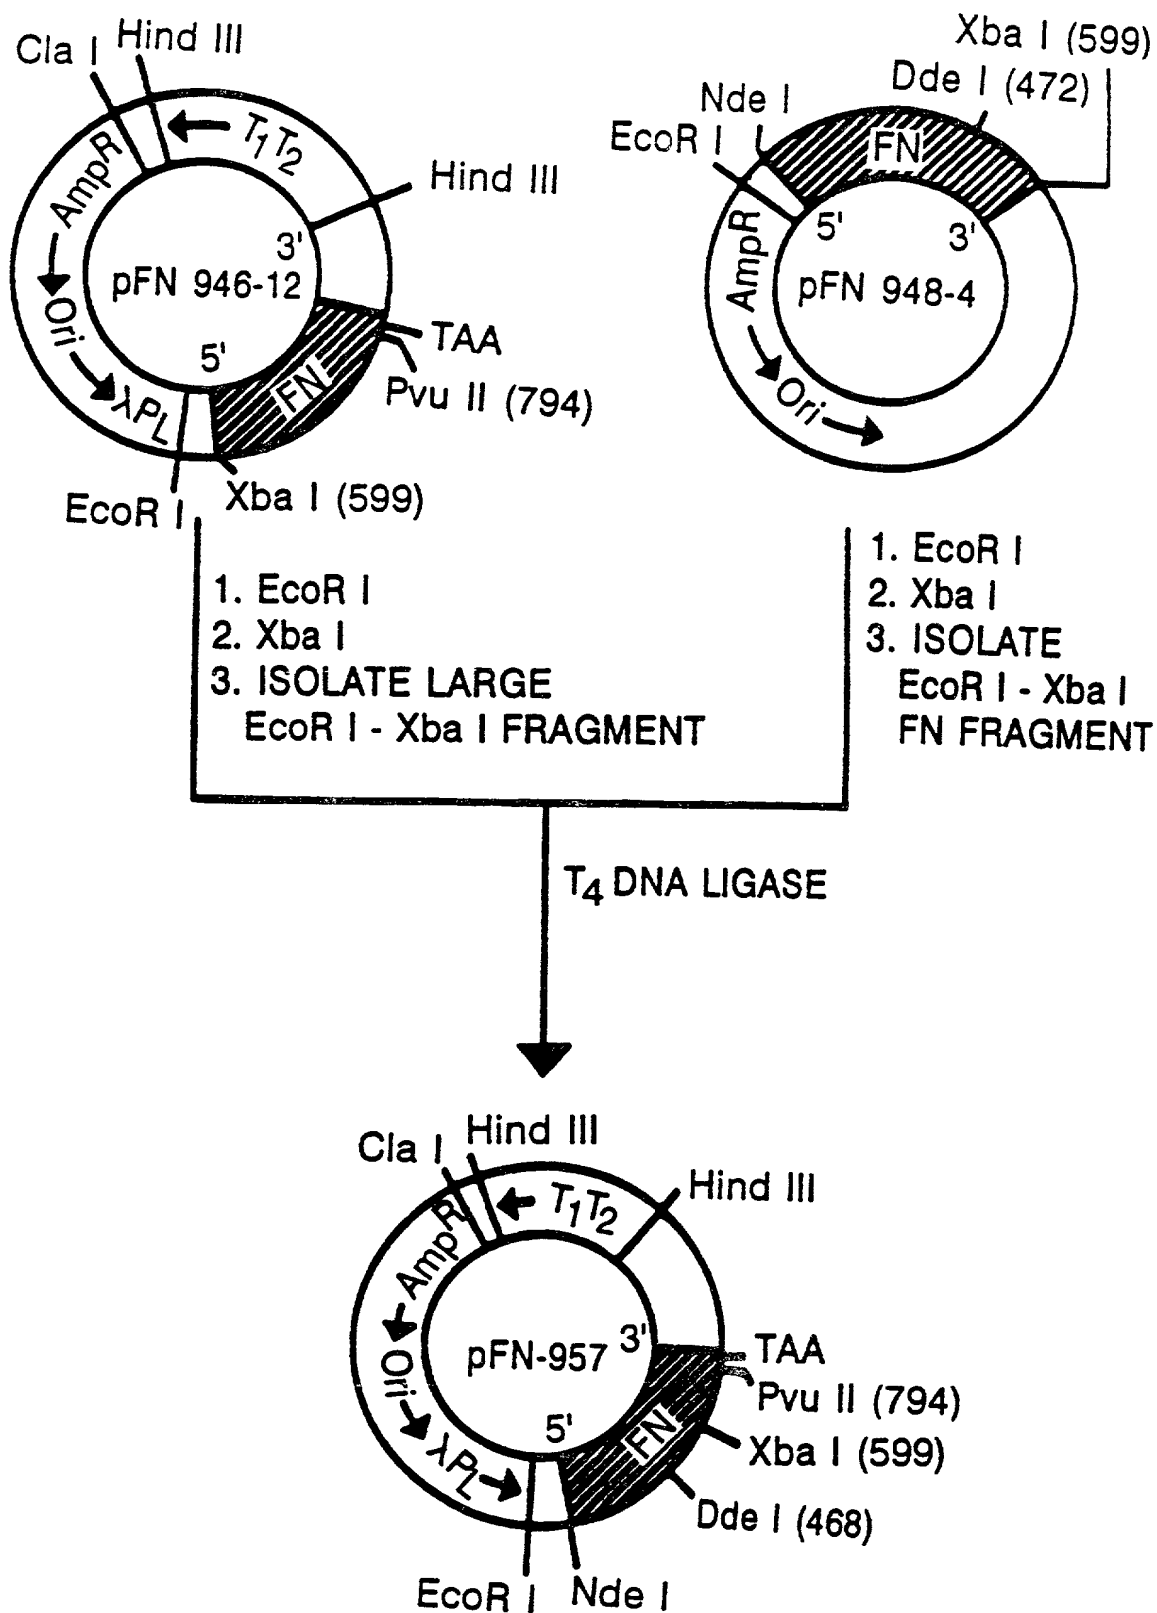 Cla I
Hind III
Amp^R
T1T2
Hind III
3'
pFN 946-12
Ori
5'
TAA
FN
Pvu II (794)
λPL
EcoR I
Xba I (599)
Xba I (599)
Dde I (472)
Nde I
EcoR I
FN
5'
3'
Amp^R
pFN 948-4
Ori
1. EcoR I
2. Xba I
3. ISOLATE LARGE
EcoR I - Xba I FRAGMENT
1. EcoR I
2. Xba I
3. ISOLATE
EcoR I - Xba I
FN FRAGMENT
T4 DNA LIGASE
Cla I
Hind III
Hind III
T1T2
Amp^R
3'
pFN-957
TAA
Ori
Pvu II (794)
5'
FN
Xba I (599)
λPL
Dde I (468)
EcoR I
Nde I